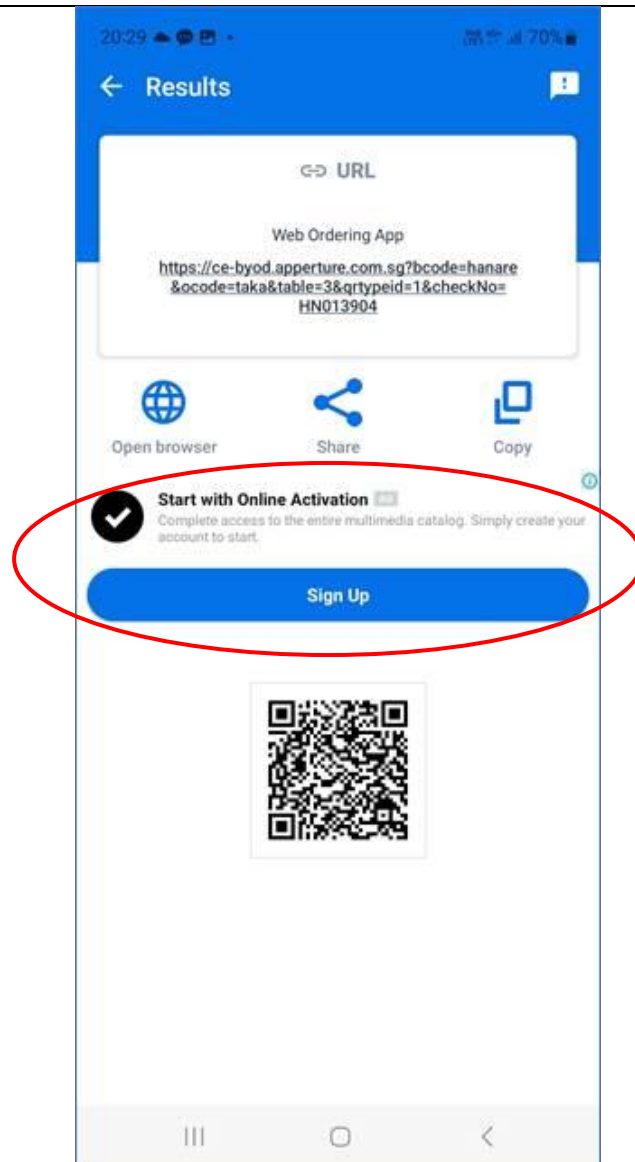 20:29
70%
Results
URL
Web Ordering App
https://ce-byod.apperture.com.sg?bcode=hanare
&ocode=taka&table=3&qrtypeid=1&checkNo=
HN013904
Open browser Share Copy
Start with Online Activation
Complete access to the entire multimedia catalog. Simply create your
account to start.
Sign Up